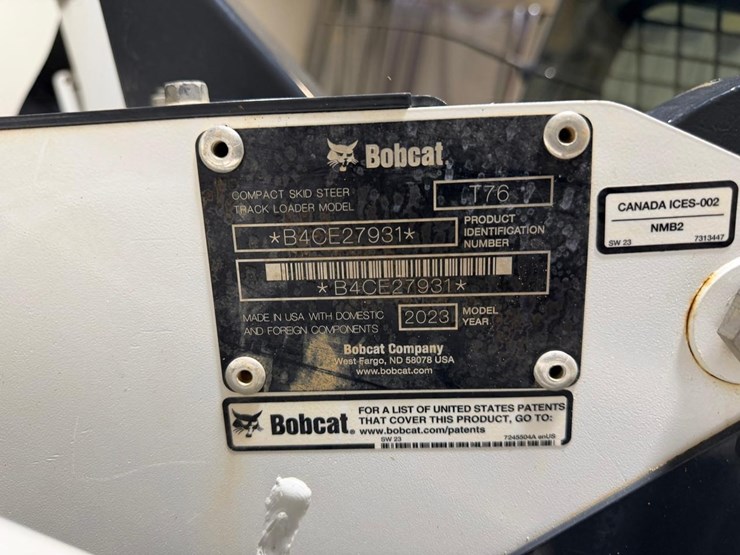 Bobcat
COMPACT SKID STEER
TRACK LOADER MODEL
T76
*B4CE27931*
PRODUCT
IDENTIFICATION
NUMBER
*B4CE27931*
MADE IN USA WITH DOMESTIC
AND FOREIGN COMPONENTS
2023
MODEL
YEAR
Bobcat Company
West Fargo, ND 58078 USA
www.bobcat.com
CANADA ICES-002
NMB2
SW 23 7313447
Bobcat.
FOR A LIST OF UNITED STATES PATENTS
THAT COVER THIS PRODUCT, GO TO:
www.bobcat.com/patents
SW 23 7245504A enUS